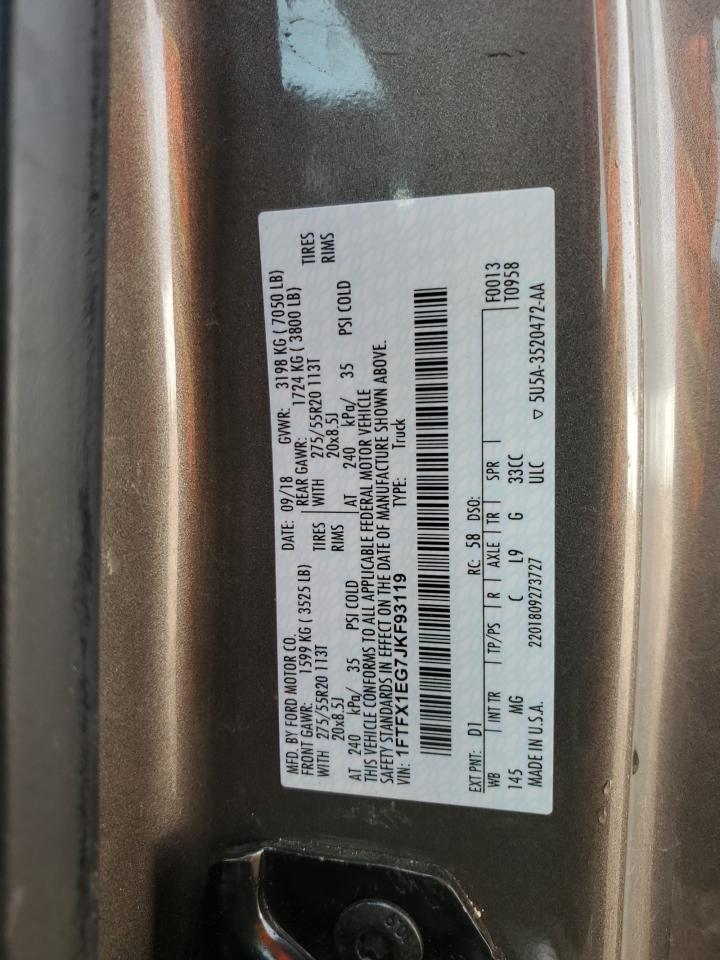 MFD. BY FORD MOTOR CO. DATE: 09/18 GVWR: 3198 KG ( 7050 LB)
FRONT GAWR: 1599 KG ( 3525 LB) REAR GAWR: 1724 KG ( 3800 LB)
WITH 275/55R20 113T TIRES WITH 275/55R20 113T TIRES
20x8.5J RIMS 20x8.5J RIMS
AT 240 kPa/ 35 PSI COLD AT 240 kPa/ 35 PSI COLD
THIS VEHICLE CONFORMS TO ALL APPLICABLE FEDERAL MOTOR VEHICLE
SAFETY STANDARDS IN EFFECT ON THE DATE OF MANUFACTURE SHOWN ABOVE.
VIN: 1FTFX1EG7JKF93119 TYPE: Truck
EXT PNT: D1 RC: 58 DSO: F0013
WB INT TR TP/PS R AXLE TR SPR T0958
145 MG C L9 G 33CC
MADE IN U.S.A. 2201809273727 ULC ▽ 5U5A-3520472-AA